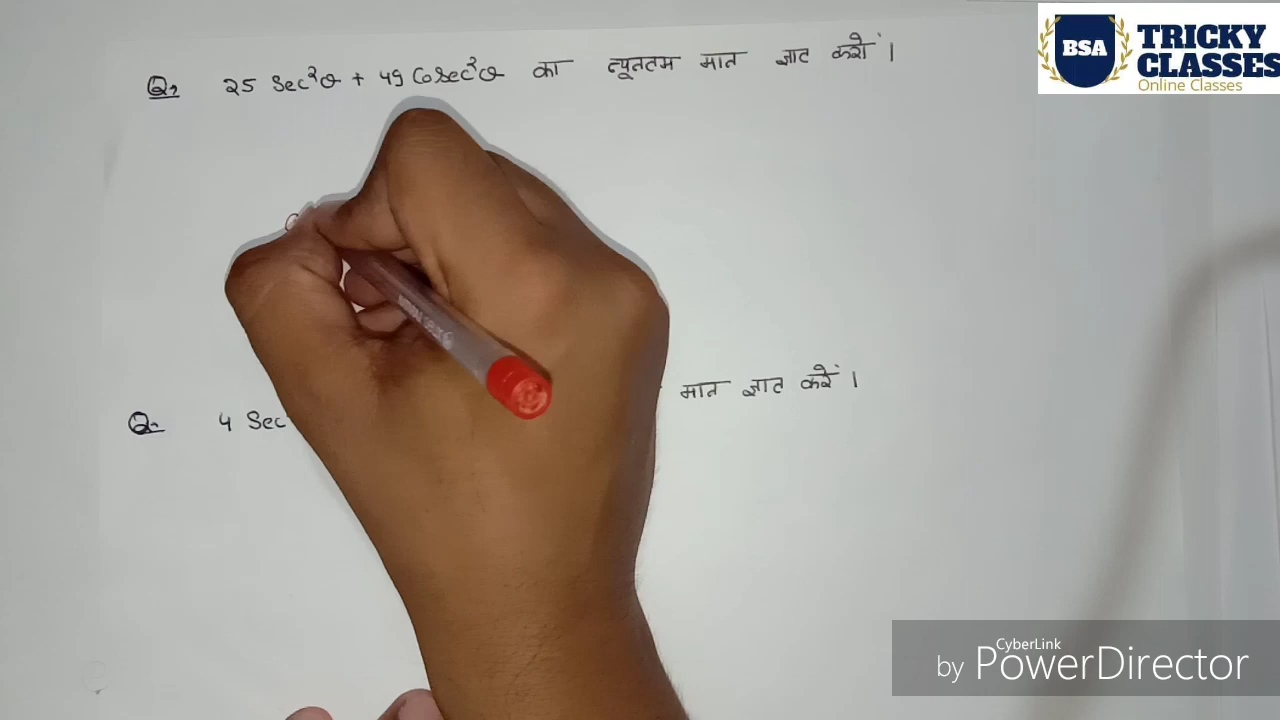 BSA TRICKY CLASSES
Online Classes
Q. 25 Sec²θ + 49 Cosec²θ का न्यूनतम मान ज्ञात करों।
Q. 4 Sec मान ज्ञात करें।
CyberLink
by PowerDirector